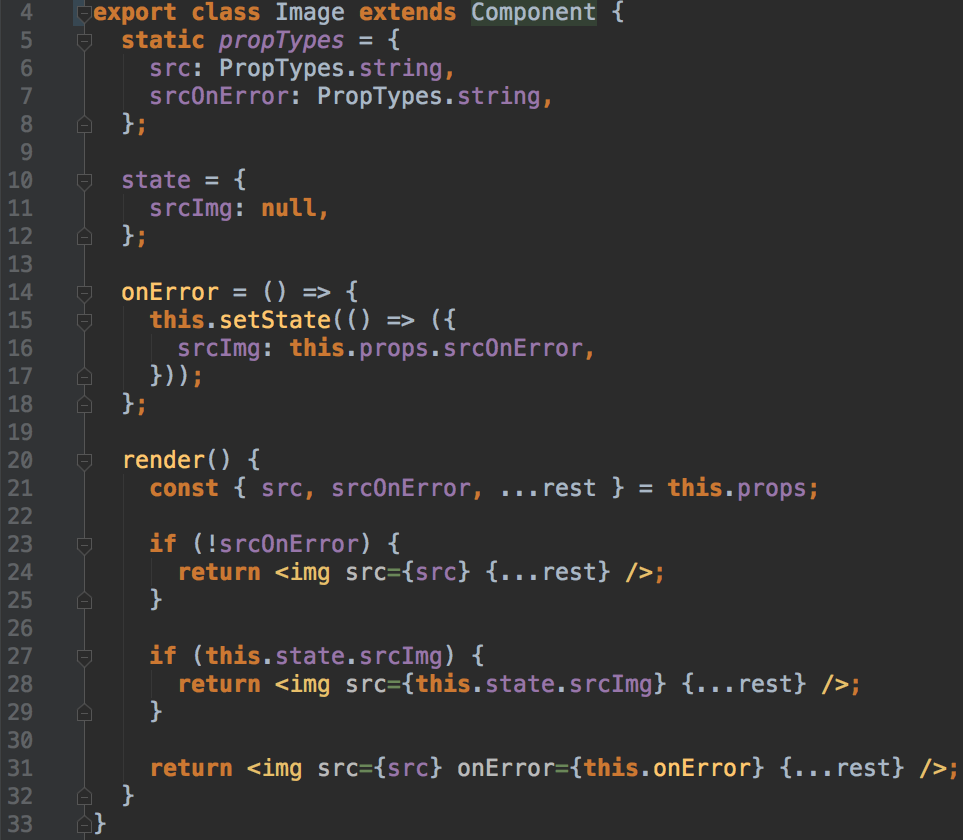 4 export class Image extends Component {
5   static propTypes = {
6     src: PropTypes.string,
7     srcOnError: PropTypes.string,
8   };
9
10   state = {
11     srcImg: null,
12   };
13
14   onError = () => {
15     this.setState(() => ({
16       srcImg: this.props.srcOnError,
17     }));
18   };
19
20   render() {
21     const { src, srcOnError, ...rest } = this.props;
22
23     if (!srcOnError) {
24       return <img src={src} {...rest} />;
25     }
26
27     if (this.state.srcImg) {
28       return <img src={this.state.srcImg} {...rest} />;
29     }
30
31     return <img src={src} onError={this.onError} {...rest} />;
32   }
33 }